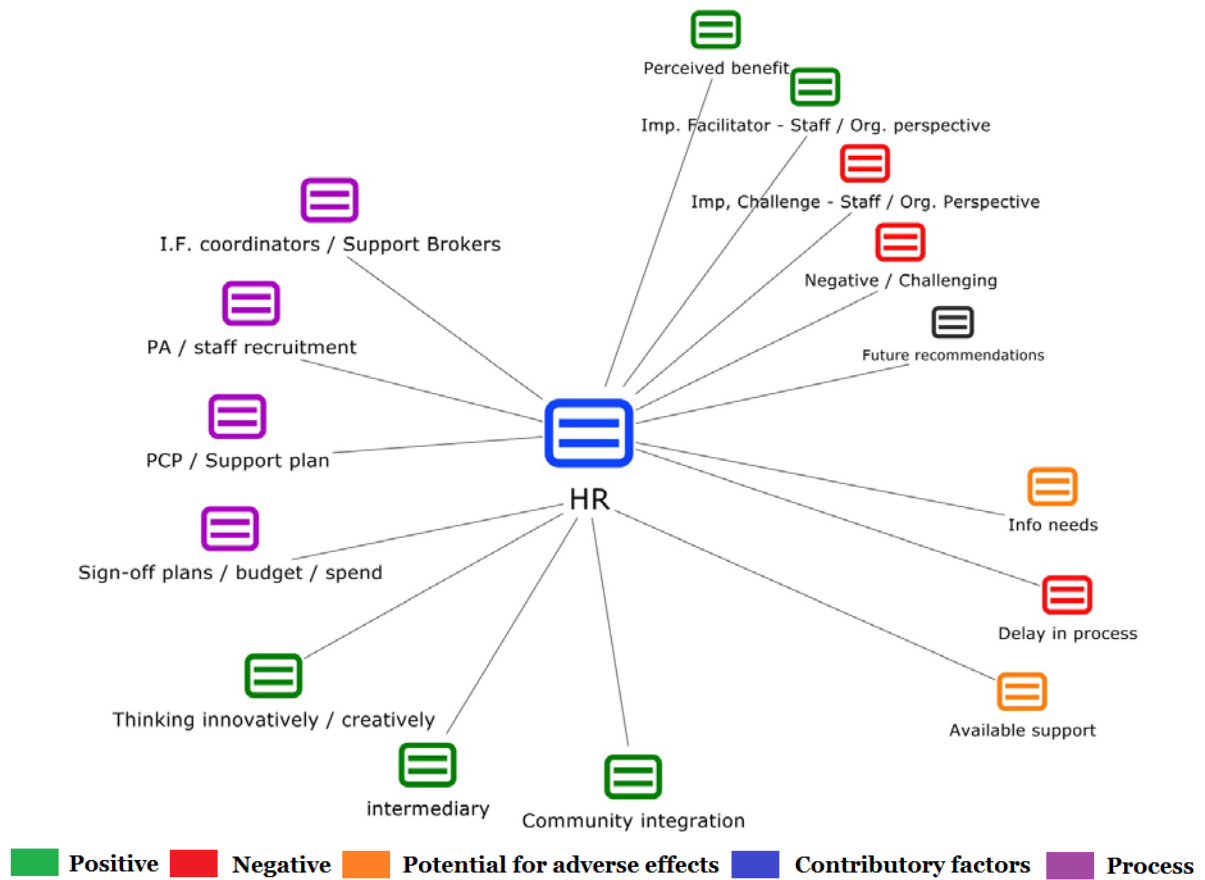 Perceived benefit
Imp. Facilitator - Staff / Org. perspective
Imp, Challenge - Staff / Org. Perspective
I.F. coordinators / Support Brokers
Negative / Challenging
PA / staff recruitment
Future recommendations
PCP / Support plan
HR
Info needs
Sign-off plans / budget / spend
Delay in process
Thinking innovatively / creatively
Available support
intermediary
Community integration
Positive Negative Potential for adverse effects Contributory factors Process